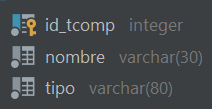 id_tcomp integer
nombre varchar(30)
tipo varchar(80)